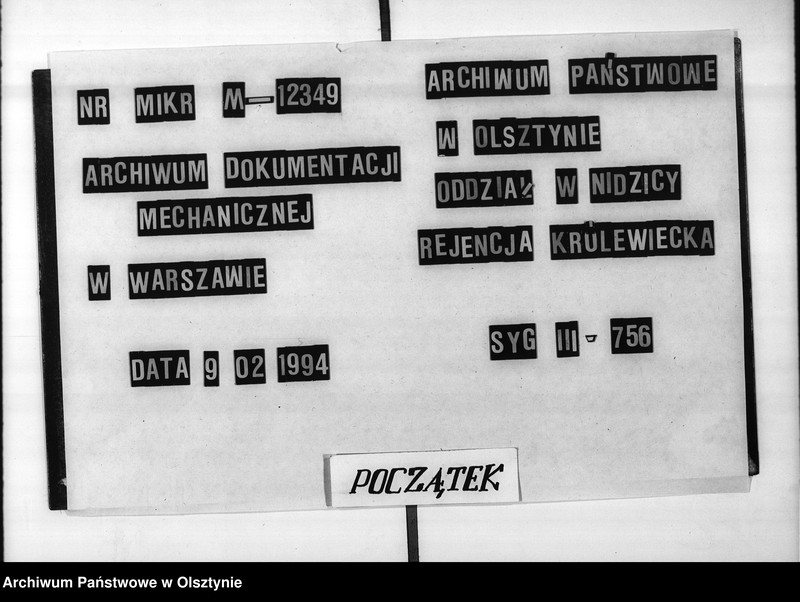 NR MIKR M-12349
ARCHIWUM DOKUMENTACJI
MECHANICZNEJ
W WARSZAWIE
DATA 9 02 1994
ARCHIWUM PAŃSTWOWE
W OLSZTYNIE
ODDZIAŁ W NIDZICY
REJENCJA KRÓLEWIECKA
SYG III - 756
POCZĄTEK
Archiwum Państwowe w Olsztynie